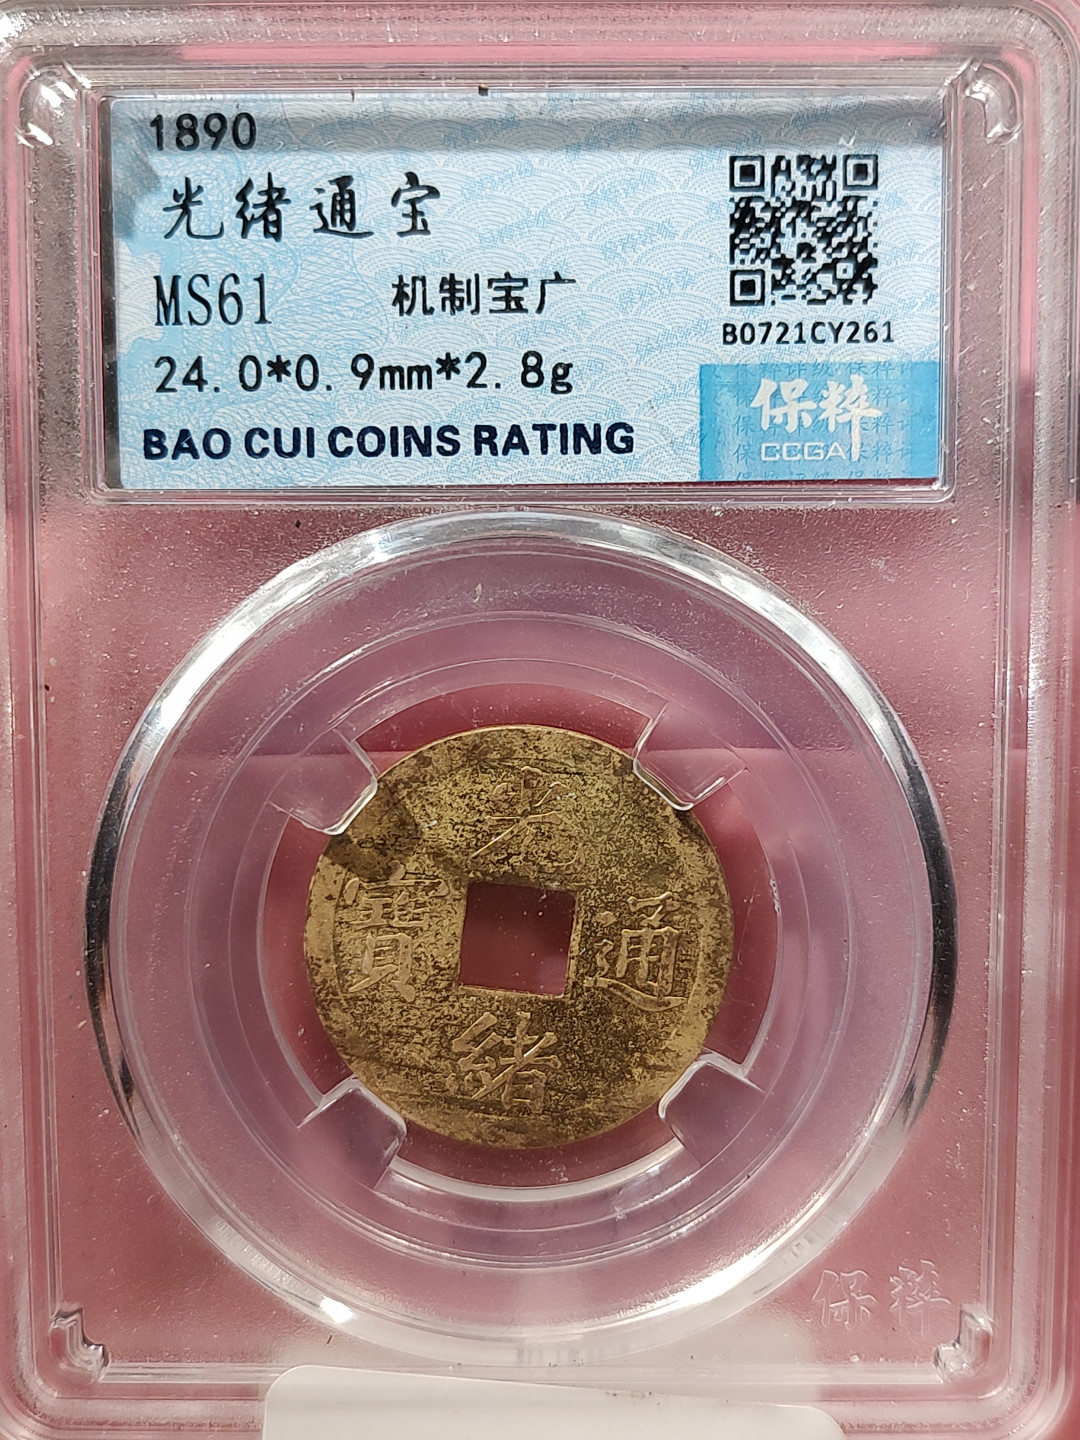 1890
光绪通宝
MS61 机制宝广
24.0*0.9mm*2.8g
BAO CUI COINS RATING
B0721CY261
保粹
CCGA
光
寶 通
緒
保粹